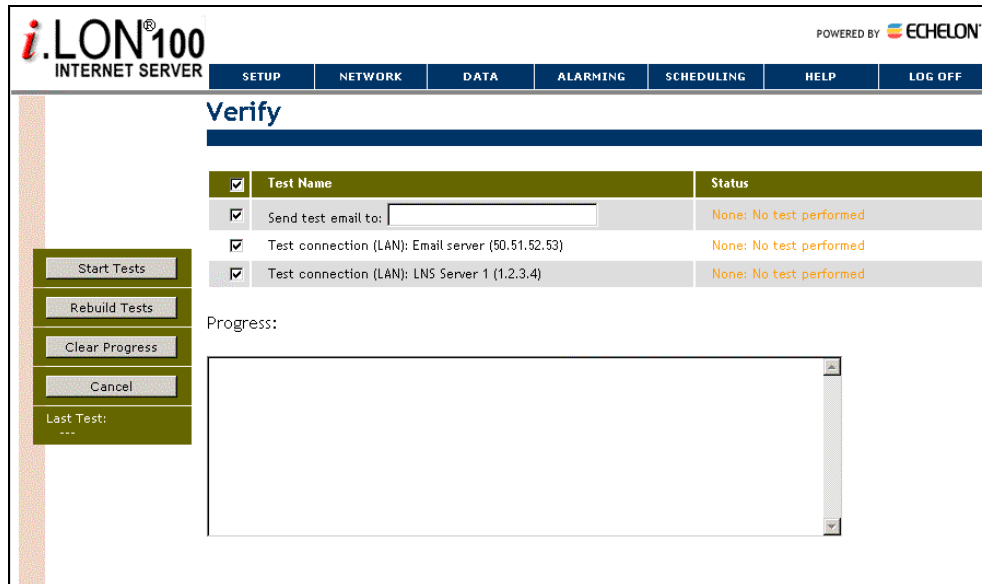 i.LON®100
INTERNET SERVER
POWERED BY ECHELON
SETUP NETWORK DATA ALARMING SCHEDULING HELP LOG OFF
Verify
Test Name Status
Send test email to: None: No test performed
Test connection (LAN): Email server (50.51.52.53) None: No test performed
Test connection (LAN): LNS Server 1 (1.2.3.4) None: No test performed
Start Tests
Rebuild Tests
Clear Progress
Cancel
Last Test:
---
Progress: